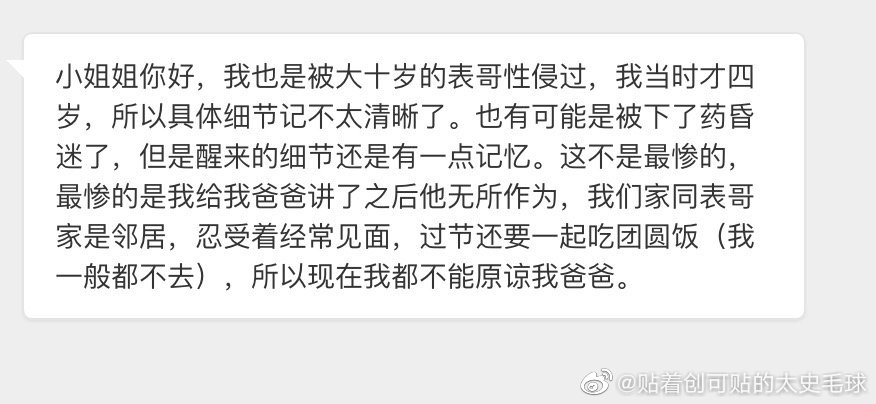 小姐姐你好，我也是被大十岁的表哥性侵过，我当时才四
岁，所以具体细节记不太清晰了。也有可能是被下了药昏
迷了，但是醒来的细节还是有一点记忆。这不是最惨的，
最惨的是我给我爸爸讲了之后他无所作为，我们家同表哥
家是邻居，忍受着经常见面，过节还要一起吃团圆饭（我
一般都不去），所以现在我都不能原谅我爸爸。
@贴着创可贴的太史毛球